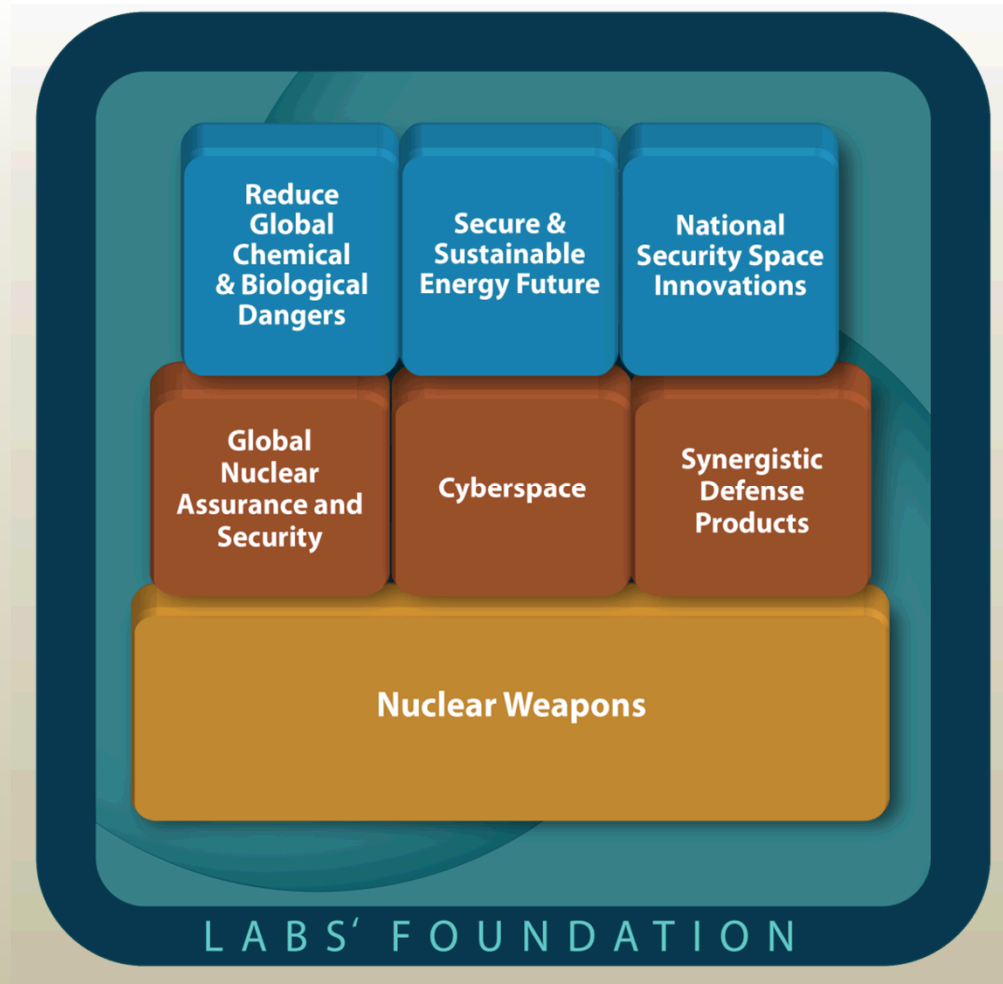 Reduce
Global
Chemical
& Biological
Dangers
Secure &
Sustainable
Energy Future
National
Security Space
Innovations
Global
Nuclear
Assurance and
Security
Cyberspace
Synergistic
Defense
Products
Nuclear Weapons
LABS‘ FOUNDATION